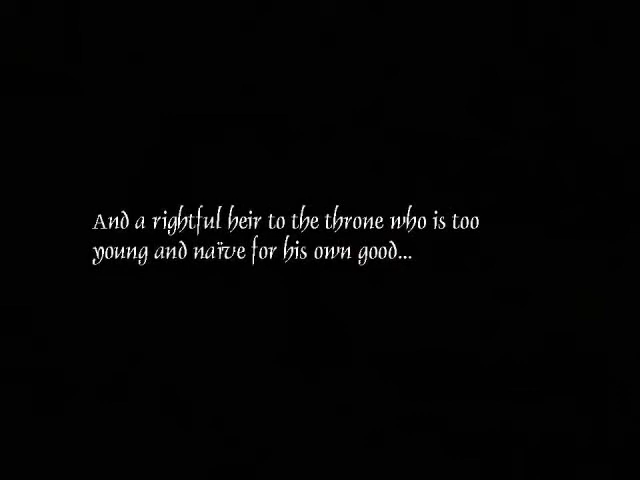 And a rightful heir to the throne who is too
young and naïve for his own good...